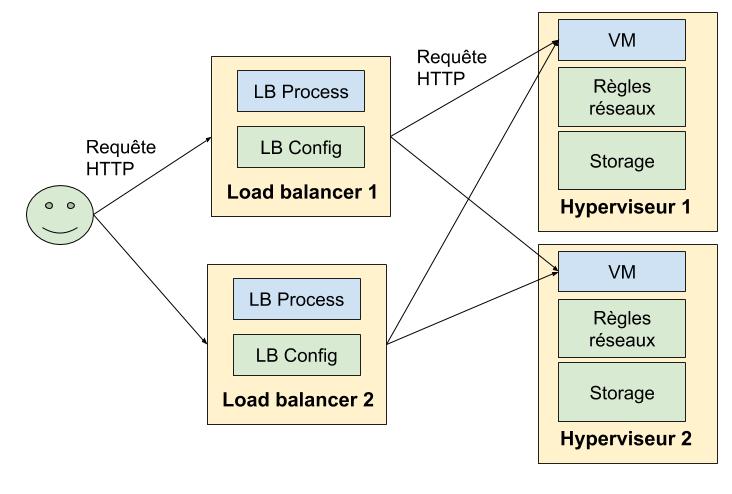 Requête
HTTP
LB Process
LB Config
Load balancer 1
LB Process
LB Config
Load balancer 2
Requête
HTTP
VM
Règles
réseaux
Storage
Hyperviseur 1
VM
Règles
réseaux
Storage
Hyperviseur 2